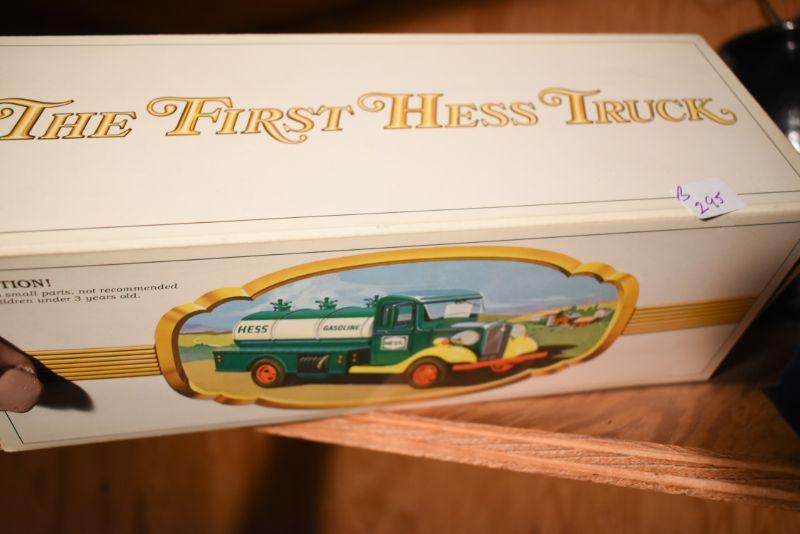 THE FIRST HESS TRUCK
B
295
TION!
small parts, not recommended
ildren under 3 years old.
HESS GASOLINE
HESS